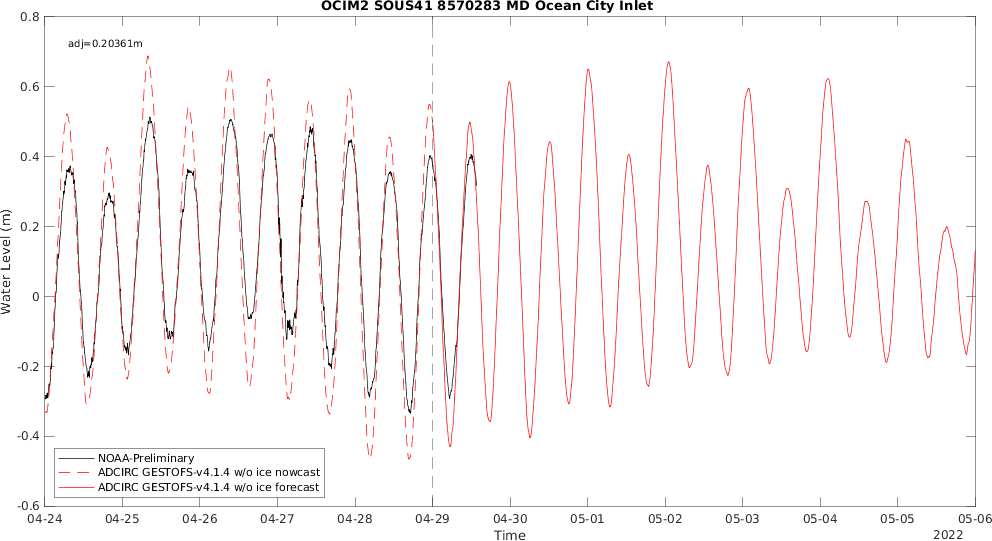 OCIM2 SOUS41 8570283 MD Ocean City Inlet
adj=0.20361m
0.8
0.6
0.4
0.2
0
-0.2
-0.4
-0.6
Water Level (m)
NOAA-Preliminary
ADCIRC GESTOFS-v4.1.4 w/o ice nowcast
ADCIRC GESTOFS-v4.1.4 w/o ice forecast
04-24 04-25 04-26 04-27 04-28 04-29 04-30 05-01 05-02 05-03 05-04 05-05 05-06
Time
2022